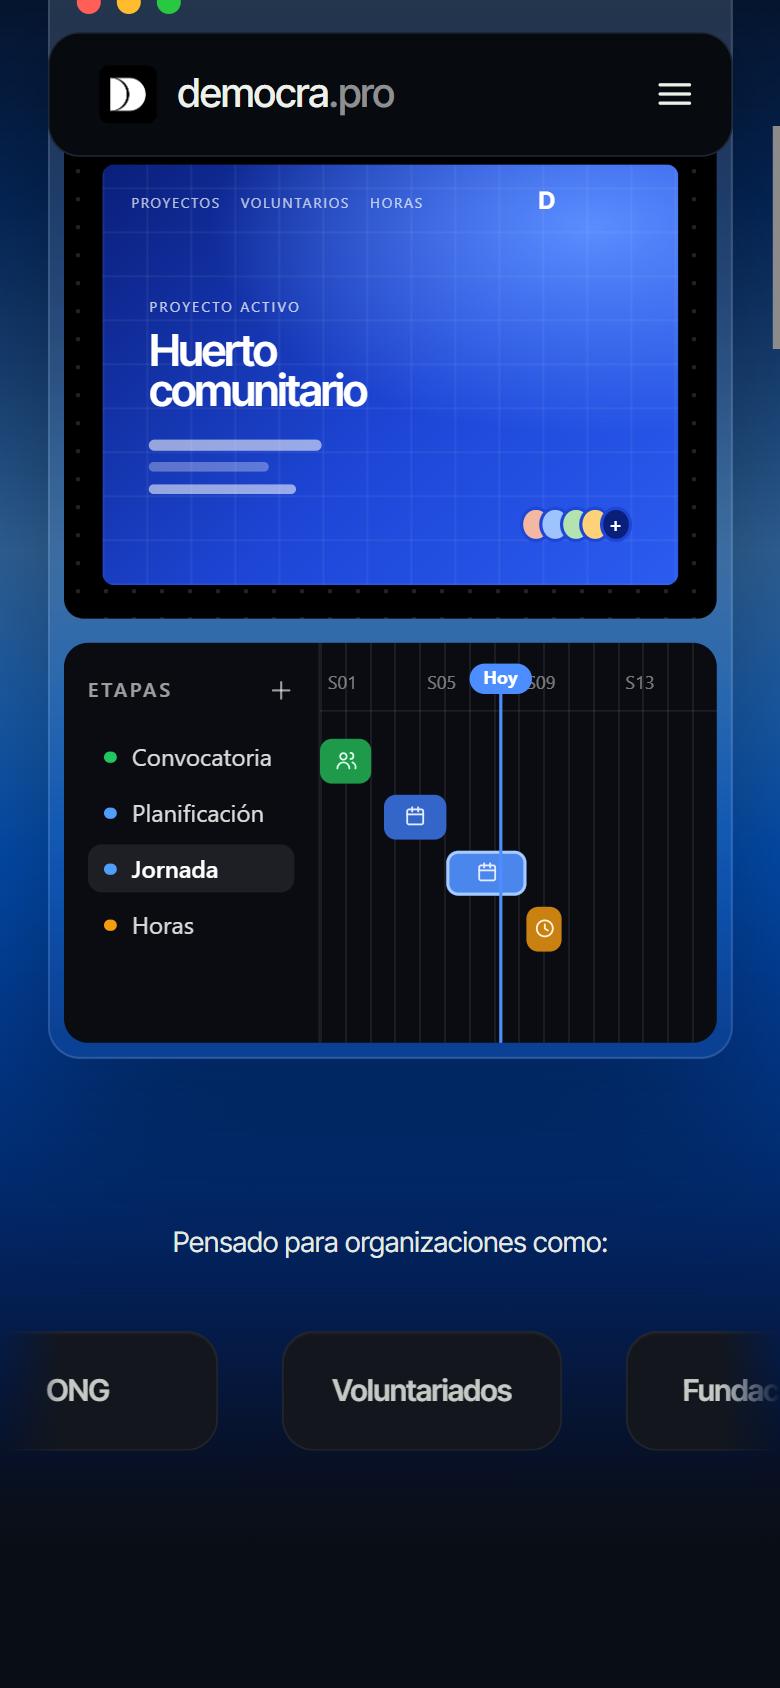 democra.pro
PROYECTOS VOLUNTARIOS HORAS D
PROYECTO ACTIVO
Huerto
comunitario
+
ETAPAS +
S01 S05 Hoy S09 S13
Convocatoria
Planificación
Jornada
Horas
Pensado para organizaciones como:
ONG Voluntariados